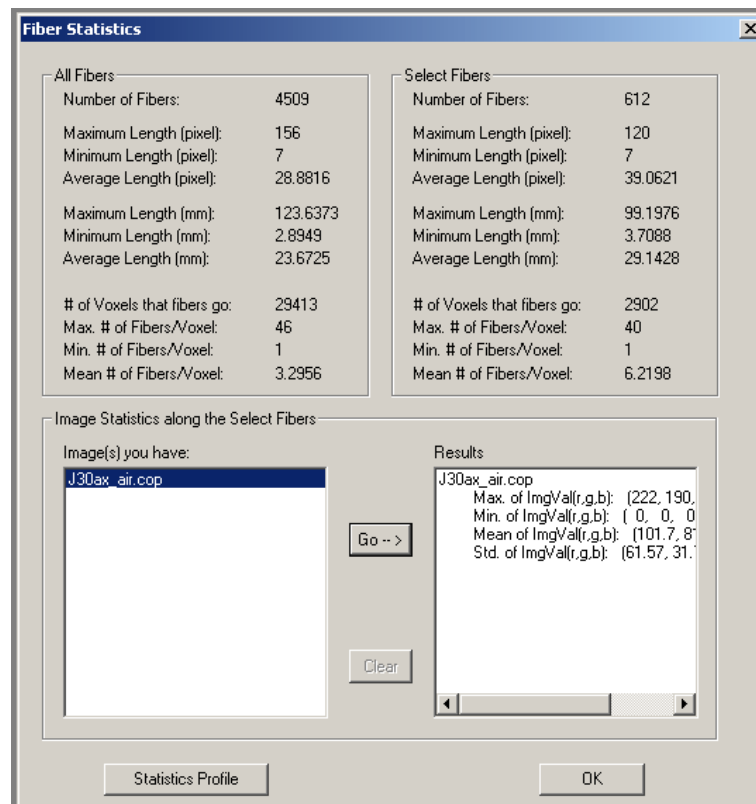 Fiber Statistics
All Fibers
Number of Fibers: 4509
Maximum Length (pixel): 156
Minimum Length (pixel): 7
Average Length (pixel): 28.8816
Maximum Length (mm): 123.6373
Minimum Length (mm): 2.8949
Average Length (mm): 23.6725
# of Voxels that fibers go: 29413
Max. # of Fibers/Voxel: 46
Min. # of Fibers/Voxel: 1
Mean # of Fibers/Voxel: 3.2956
Select Fibers
Number of Fibers: 612
Maximum Length (pixel): 120
Minimum Length (pixel): 7
Average Length (pixel): 39.0621
Maximum Length (mm): 99.1976
Minimum Length (mm): 3.7088
Average Length (mm): 29.1428
# of Voxels that fibers go: 2902
Max. # of Fibers/Voxel: 40
Min. # of Fibers/Voxel: 1
Mean # of Fibers/Voxel: 6.2198
Image Statistics along the Select Fibers
Image(s) you have:
J30ax_air.cop
Go -- >
Clear
Results
J30ax_air.cop
Max. of ImgVal(r,g,b): (222, 190,
Min. of ImgVal(r,g,b): ( 0, 0, 0
Mean of ImgVal(r,g,b): (101.7, 8
Std. of ImgVal(r,g,b): (61.57, 31.
Statistics Profile
OK